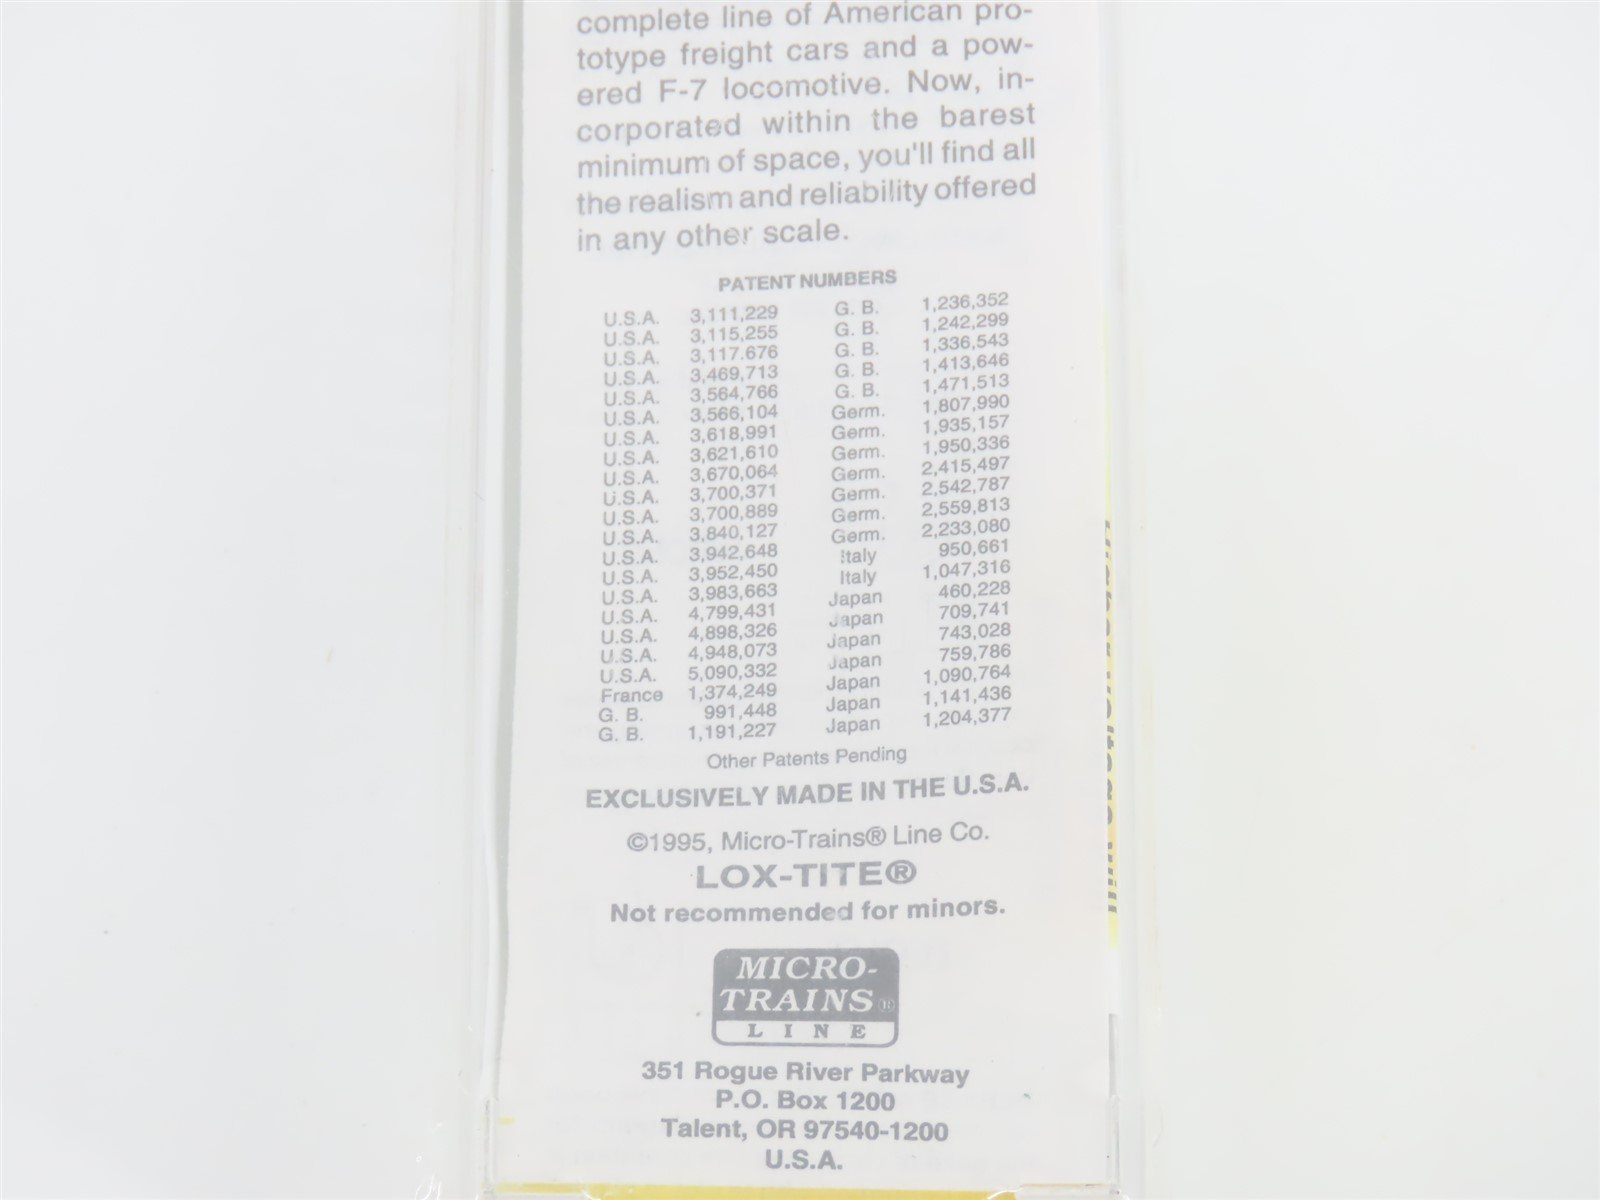 complete line of American pro-
totype freight cars and a pow-
ered F-7 locomotive. Now, in-
corporated within the barest
minimum of space, you'll find all
the realism and reliability offered
in any other scale.
PATENT NUMBERS
U.S.A. 3,111,229 G. B. 1,236,352
U.S.A. 3,115,255 G. B. 1,242,299
U.S.A. 3,117.676 G. B. 1,336,543
U.S.A. 3,469,713 G. B. 1,413,646
U.S.A. 3,564,766 G. B. 1,471,513
U.S.A. 3,566,104 Germ. 1,807,990
U.S.A. 3,618,991 Germ. 1,935,157
U.S.A. 3,621,610 Germ. 1,950,336
U.S.A. 3,670,064 Germ. 2,415,497
U.S.A. 3,700,371 Germ. 2,542,787
U.S.A. 3,700,889 Germ. 2,559,813
U.S.A. 3,840,127 Germ. 2,233,080
U.S.A. 3,942,648 Italy 950,661
U.S.A. 3,952,450 Italy 1,047,316
U.S.A. 3,983,663 Japan 460,228
U.S.A. 4,799,431 Japan 709,741
U.S.A. 4,898,326 Japan 743,028
U.S.A. 4,948,073 Japan 759,786
U.S.A. 5,090,332 Japan 1,090,764
France 1,374,249 Japan 1,141,436
G. B. 991,448 Japan 1,204,377
G. B. 1,191,227
Other Patents Pending
EXCLUSIVELY MADE IN THE U.S.A.
©1995, Micro-Trains® Line Co.
LOX-TITE®
Not recommended for minors.
MICRO-
TRAINS®
LINE
351 Rogue River Parkway
P.O. Box 1200
Talent, OR 97540-1200
U.S.A.